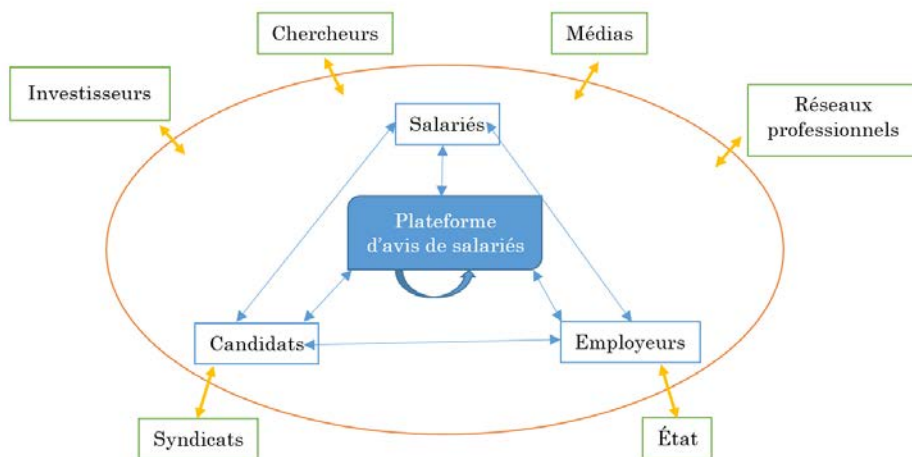 Chercheurs
Médias
Investisseurs
Réseaux
professionnels
Salariés
Plateforme
d'avis de salariés
Candidats
Employeurs
Syndicats
État